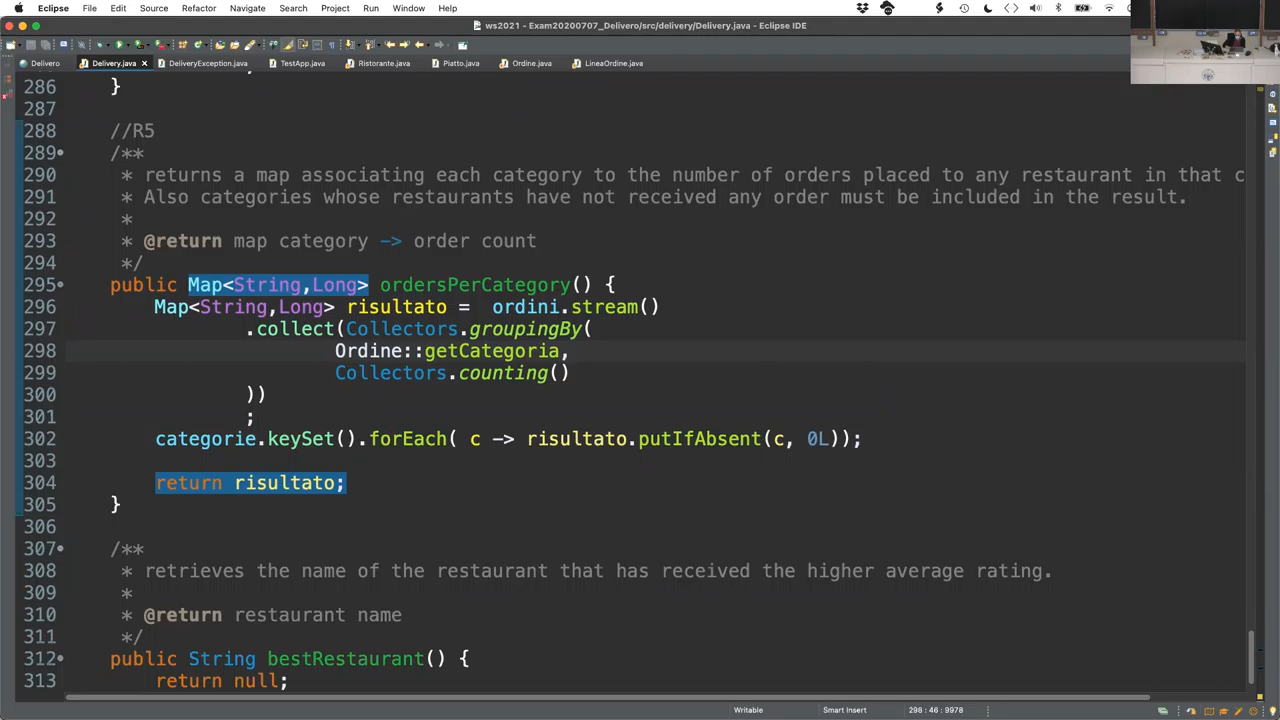 Eclipse File Edit Source Refactor Navigate Search Project Run Window Help
ws2021 - Exam20200707_Delivero/src/delivery/Delivery.java - Eclipse IDE
Delivero Delivery.java DeliveryException.java TestApp.java Ristorante.java Piatto.java Ordine.java LineaOrdine.java
286 }
287
288 //R5
289 /**
290 * returns a map associating each category to the number of orders placed to any restaurant in that c
291 * Also categories whose restaurants have not received any order must be included in the result.
292 *
293 * @return map category -> order count
294 */
295 public Map<String,Long> ordersPerCategory() {
296 Map<String,Long> risultato = ordini.stream()
297 .collect(Collectors.groupingBy(
298 Ordine::getCategoria,
299 Collectors.counting()
300 ))
301 ;
302 categorie.keySet().forEach( c -> risultato.putIfAbsent(c, 0L));
303
304 return risultato;
305 }
306
307 /**
308 * retrieves the name of the restaurant that has received the higher average rating.
309 *
310 * @return restaurant name
311 */
312 public String bestRestaurant() {
313 return null;
Writable Smart Insert 298 : 46 : 9978